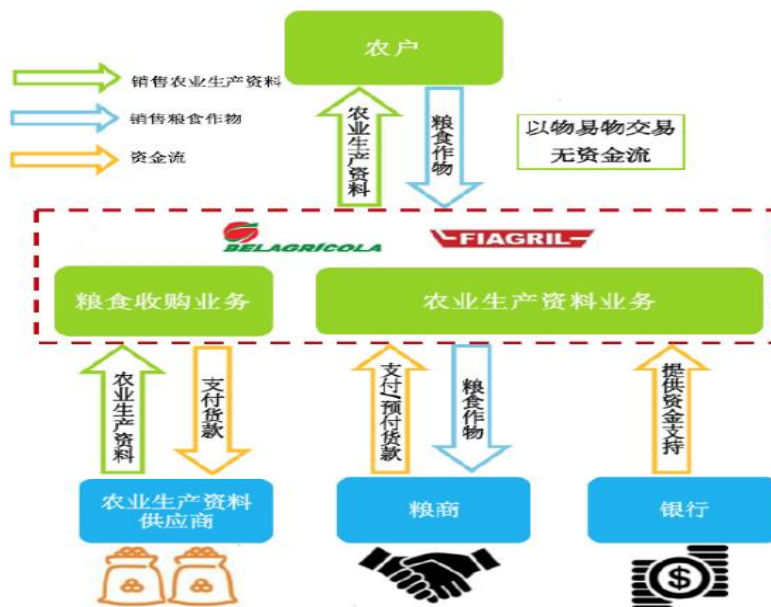 农户
销售农业生产资料
销售粮食作物
资金流
农业生产资料
粮食作物
以物易物交易
无资金流
BELAGRÍCOLA
FIAGRIL
粮食收购业务
农业生产资料业务
农业生产资料
支付货款
支付/预付货款
粮食作物
提供资金支持
农业生产资料
供应商
粮商
银行
$